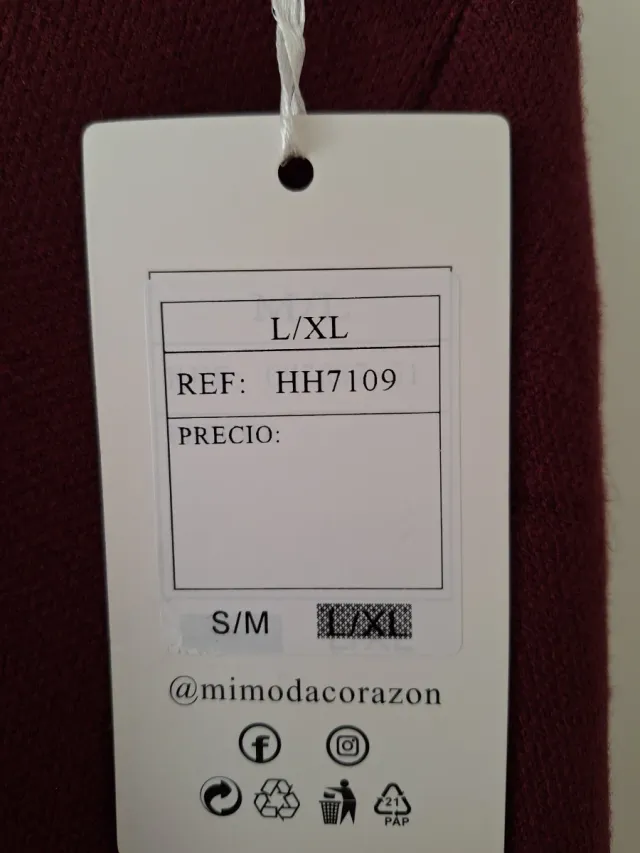 L/XL
REF: HH7109
PRECIO:
S/M L/XL
@mimodacorazon
21
PAP